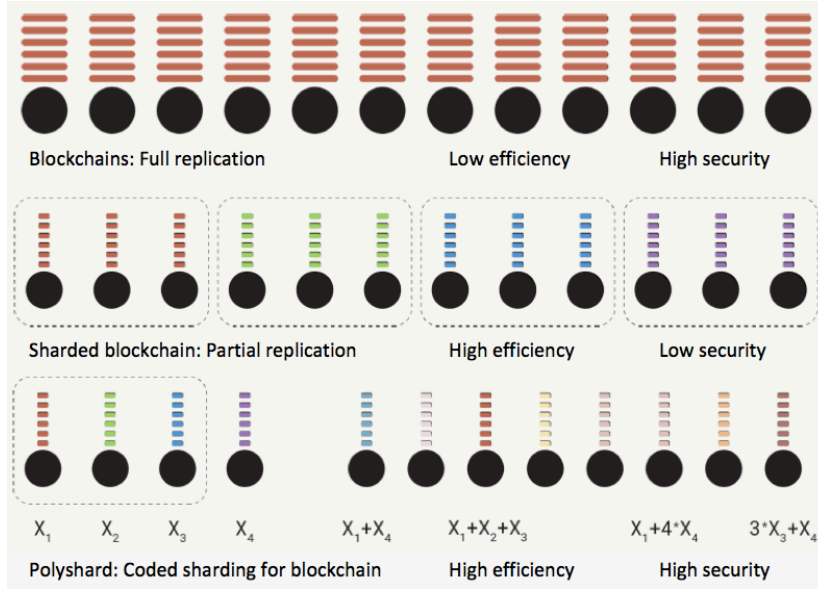 Blockchains: Full replication Low efficiency High security
Sharded blockchain: Partial replication High efficiency Low security
X₁ X₂ X₃ X₄ X₁+X₄ X₁+X₂+X₃ X₁+4*X₄ 3*X₃+X₄
Polyshard: Coded sharding for blockchain High efficiency High security